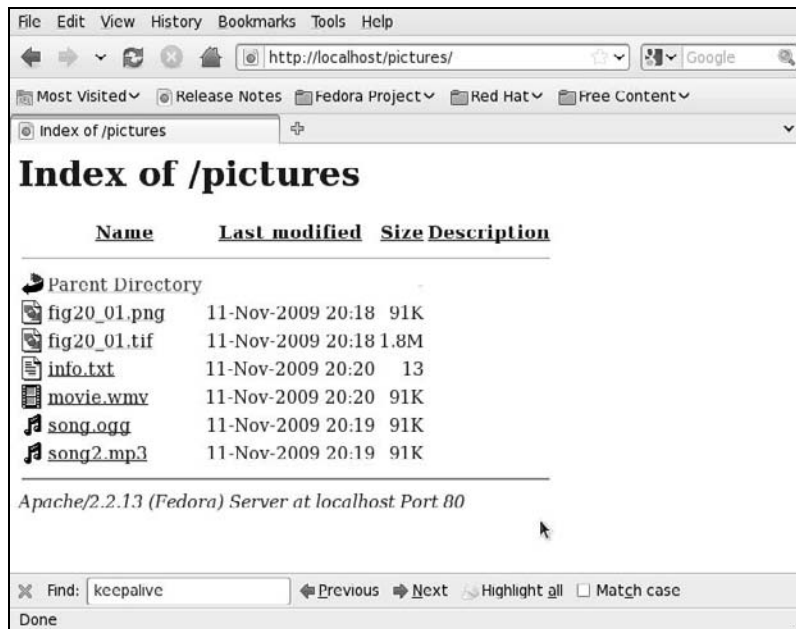 File Edit View History Bookmarks Tools Help
http://localhost/pictures/ Google
Most Visited Release Notes Fedora Project Red Hat Free Content
Index of /pictures
Index of /pictures
Name Last modified Size Description
Parent Directory -
fig20_01.png 11-Nov-2009 20:18 91K
fig20_01.tif 11-Nov-2009 20:18 1.8M
info.txt 11-Nov-2009 20:20 13
movie.wmv 11-Nov-2009 20:20 91K
song.ogg 11-Nov-2009 20:19 91K
song2.mp3 11-Nov-2009 20:19 91K
Apache/2.2.13 (Fedora) Server at localhost Port 80
Find: keepalive Previous Next Highlight all Match case
Done